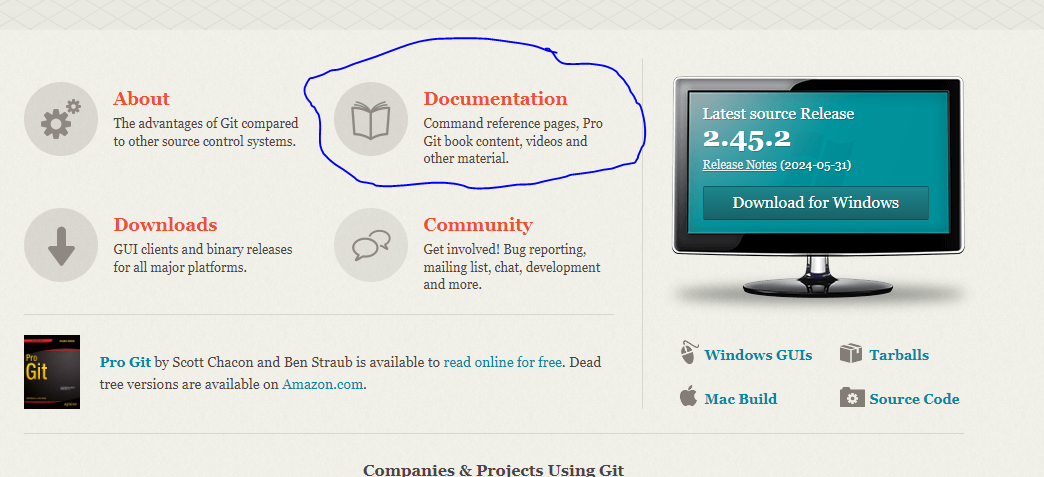 About
The advantages of Git compared
to other source control systems.
Documentation
Command reference pages, Pro
Git book content, videos and
other material.
Downloads
GUI clients and binary releases
for all major platforms.
Community
Get involved! Bug reporting,
mailing list, chat, development
and more.
Pro
Git
Pro Git by Scott Chacon and Ben Straub is available to read online for free. Dead
tree versions are available on Amazon.com.
Latest source Release
2.45.2
Release Notes (2024-05-31)
Download for Windows
Windows GUIs
Tarballs
Mac Build
Source Code
Companies & Projects Using Git